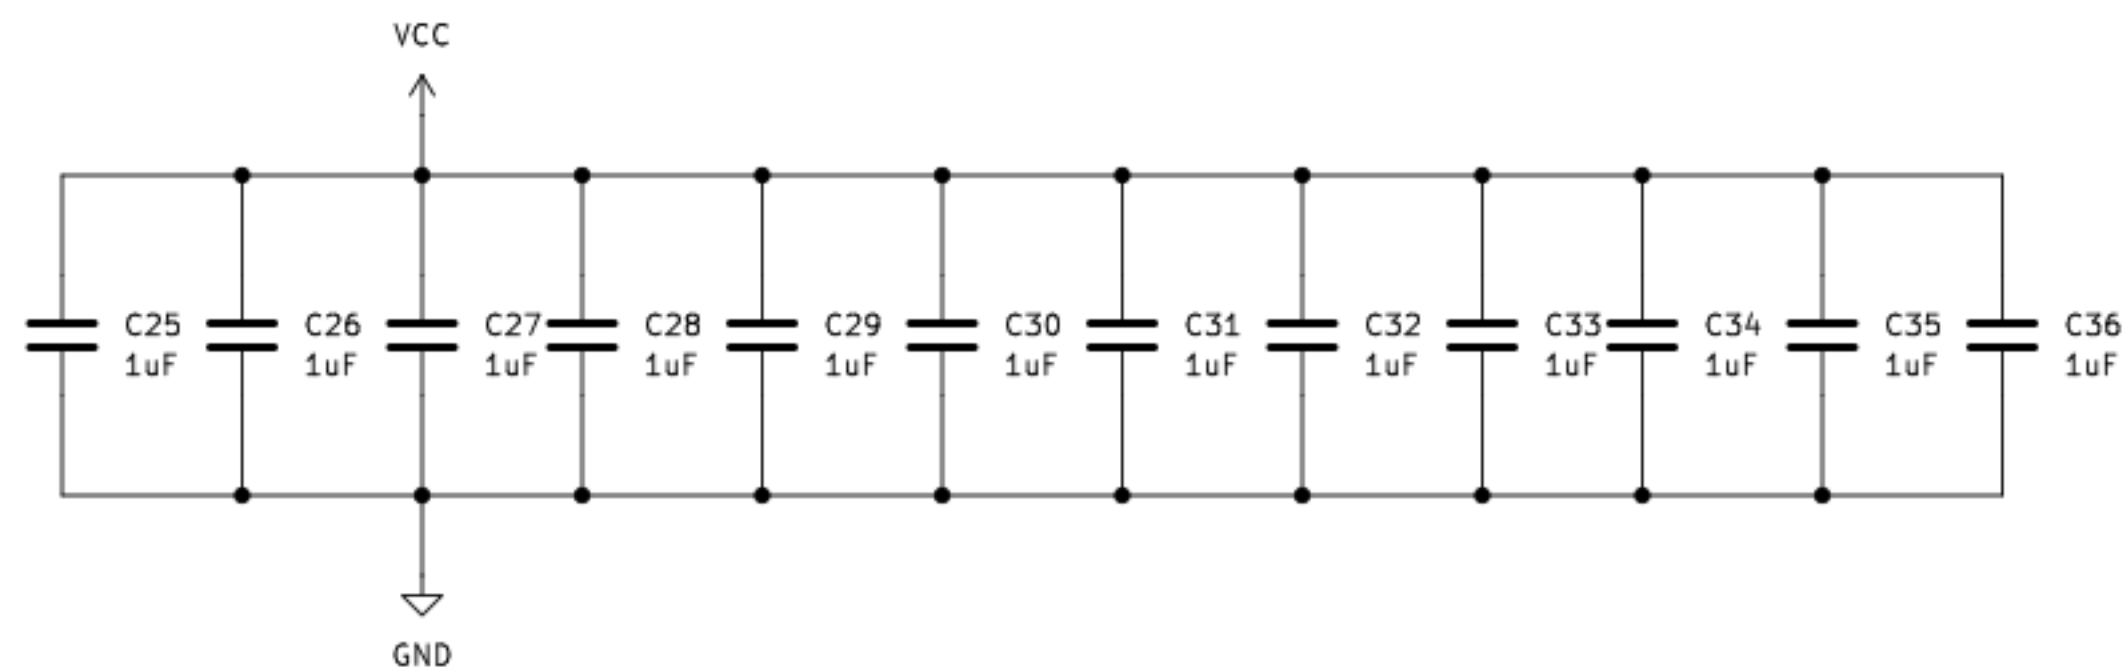 VCC
C25 C26 C27 C28 C29 C30 C31 C32 C33 C34 C35 C36
1uF 1uF 1uF 1uF 1uF 1uF 1uF 1uF 1uF 1uF 1uF 1uF
GND